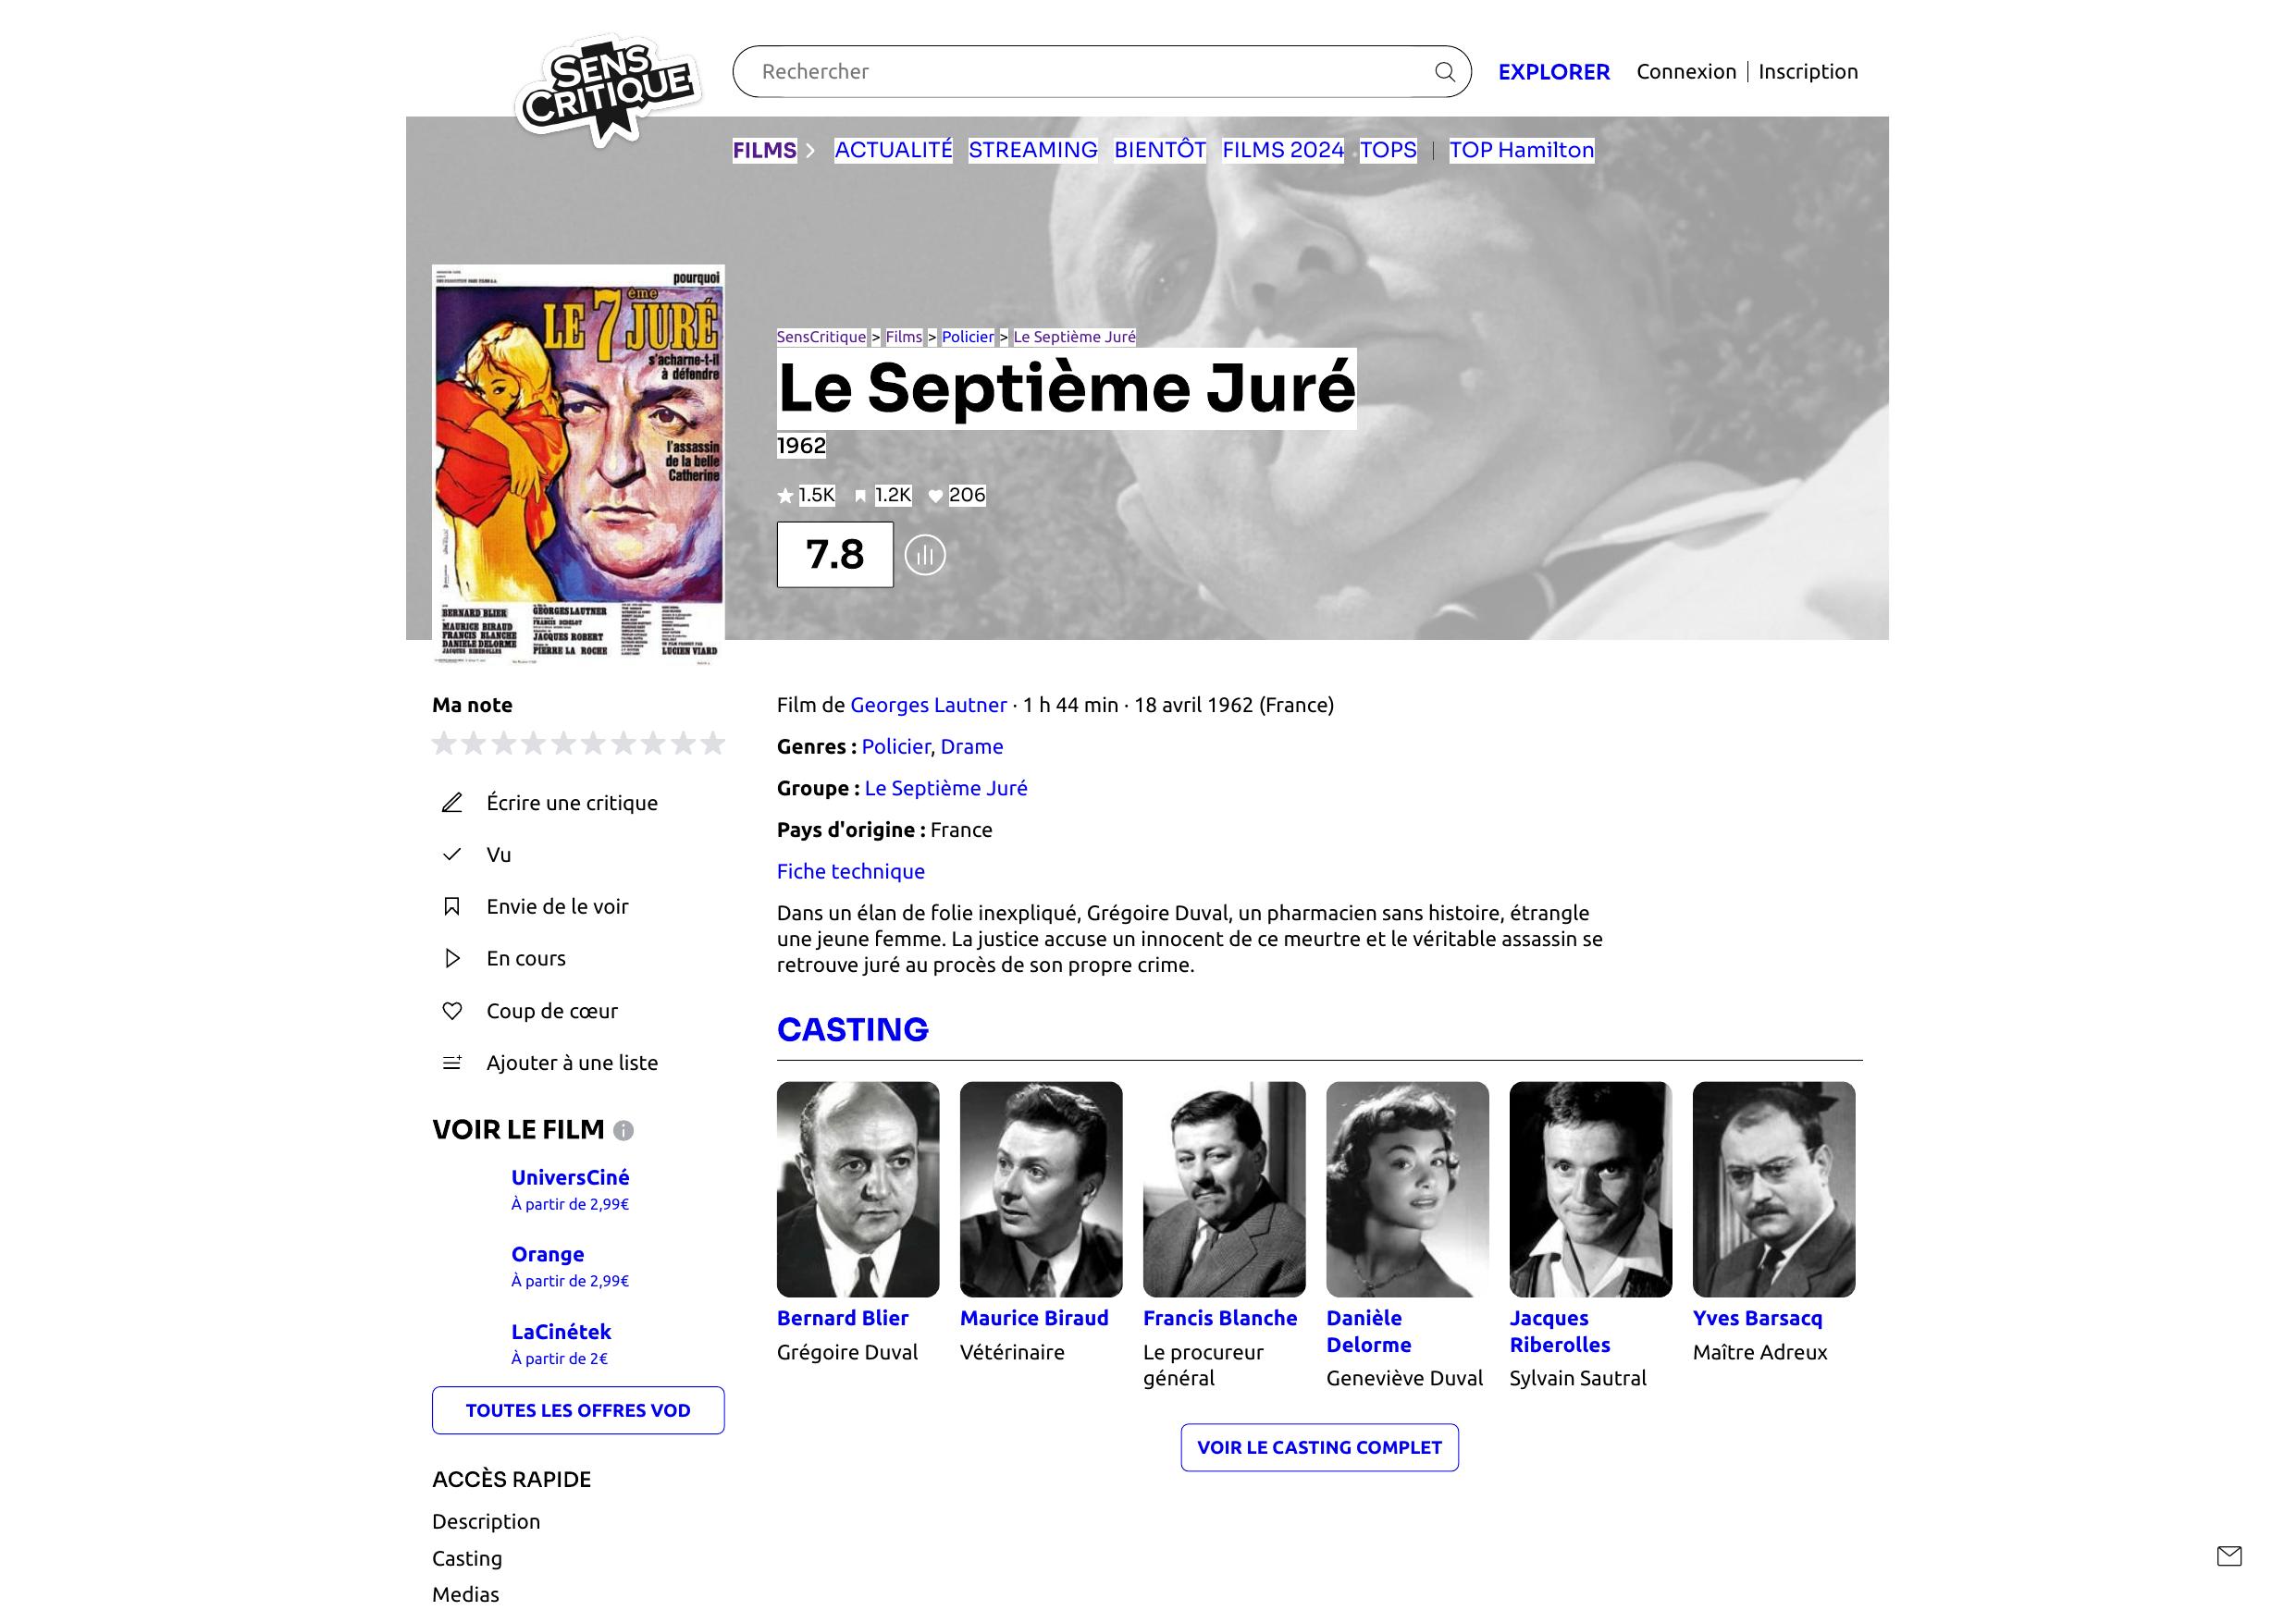 SENS
CRITIQUE
Rechercher
EXPLORER
Connexion
Inscription
FILMS
ACTUALITÉ
STREAMING
BIENTÔT
FILMS 2024
TOPS
TOP Hamilton
pourquoi
LE 7ème JURÉ
s'acharne-t-il
à défendre
l'assassin
de la belle
Catherine
BERNARD BLIER
MAURICE BIRAUD
FRANCIS BLANCHE
DANIELE DELORME
JACQUES RIBEROLLES
GEORGES LAUTNER
FRANCIS DIDELOT
JACQUES ROBERT
PIERRE LA ROCHE
LUCIEN VIARD
SensCritique > Films > Policier > Le Septième Juré
Le Septième Juré
1962
1.5K
1.2K
206
7.8
Ma note
Écrire une critique
Vu
Envie de le voir
En cours
Coup de cœur
Ajouter à une liste
VOIR LE FILM
UniversCiné
À partir de 2,99€
Orange
À partir de 2,99€
LaCinétek
À partir de 2€
TOUTES LES OFFRES VOD
ACCÈS RAPIDE
Description
Casting
Medias
Film de Georges Lautner · 1 h 44 min · 18 avril 1962 (France)
Genres : Policier, Drame
Groupe : Le Septième Juré
Pays d'origine : France
Fiche technique
Dans un élan de folie inexpliqué, Grégoire Duval, un pharmacien sans histoire, étrangle
une jeune femme. La justice accuse un innocent de ce meurtre et le véritable assassin se
retrouve juré au procès de son propre crime.
CASTING
Bernard Blier
Grégoire Duval
Maurice Biraud
Vétérinaire
Francis Blanche
Le procureur
général
Danièle
Delorme
Geneviève Duval
Jacques
Riberolles
Sylvain Sautral
Yves Barsacq
Maître Adreux
VOIR LE CASTING COMPLET